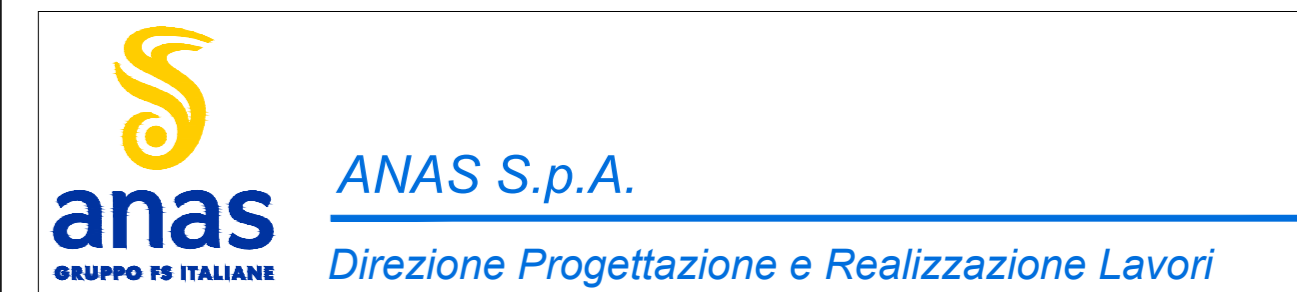 anas
GRUPPO FS ITALIANE
ANAS S.p.A.
Direzione Progettazione e Realizzazione Lavori